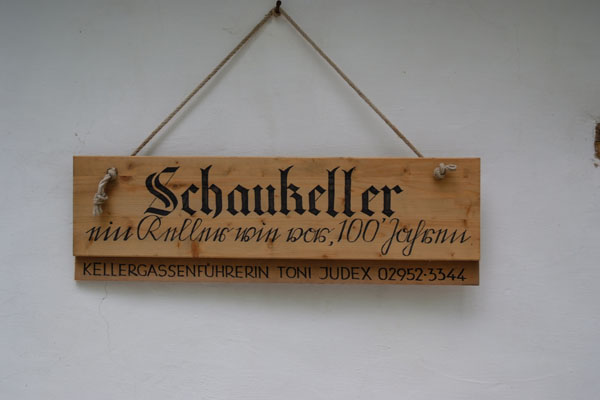 Schaukeller
ein Keller wie vor, 100 Jahren
KELLERGASSENFÜHRERIN TONI JUDEX 02952-3344